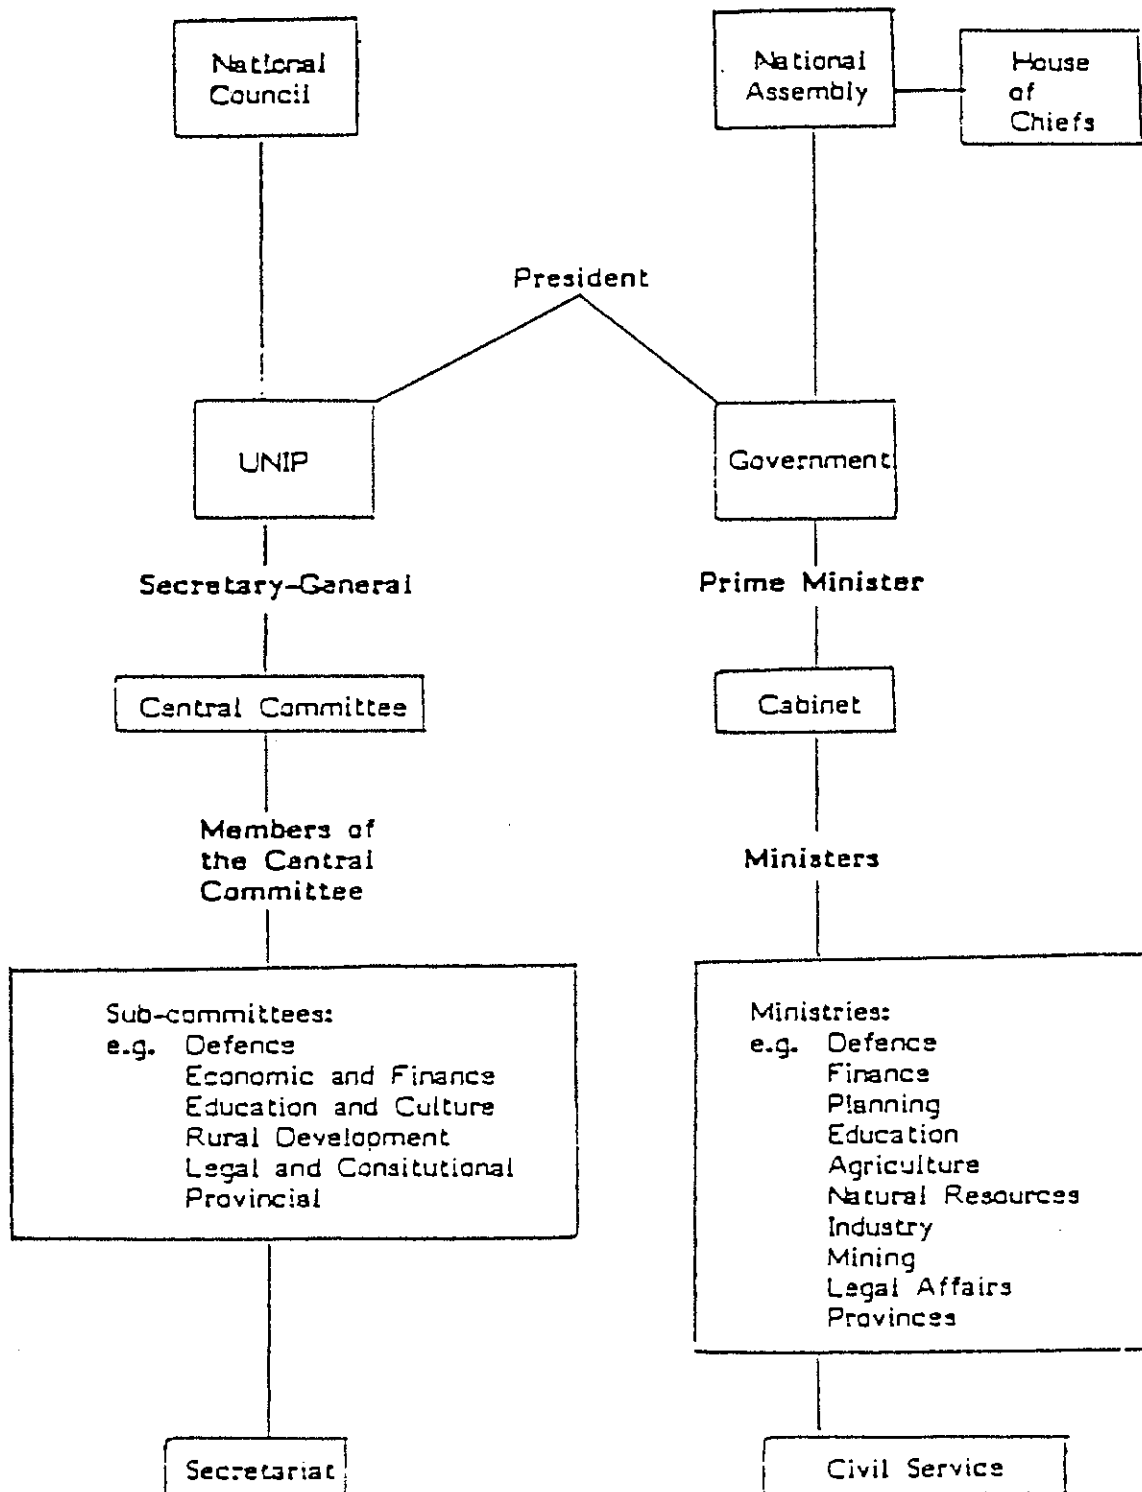 National
Council
National
Assembly
House
of
Chiefs
President
UNIP
Government
Secretary-General
Prime Minister
Central Committee
Cabinet
Members of
the Central
Committee
Ministers
Sub-committees:
e.g. Defence
Economic and Finance
Education and Culture
Rural Development
Legal and Consitutional
Provincial
Ministries:
e.g. Defence
Finance
Planning
Education
Agriculture
Natural Resources
Industry
Mining
Legal Affairs
Provinces
Secretariat
Civil Service